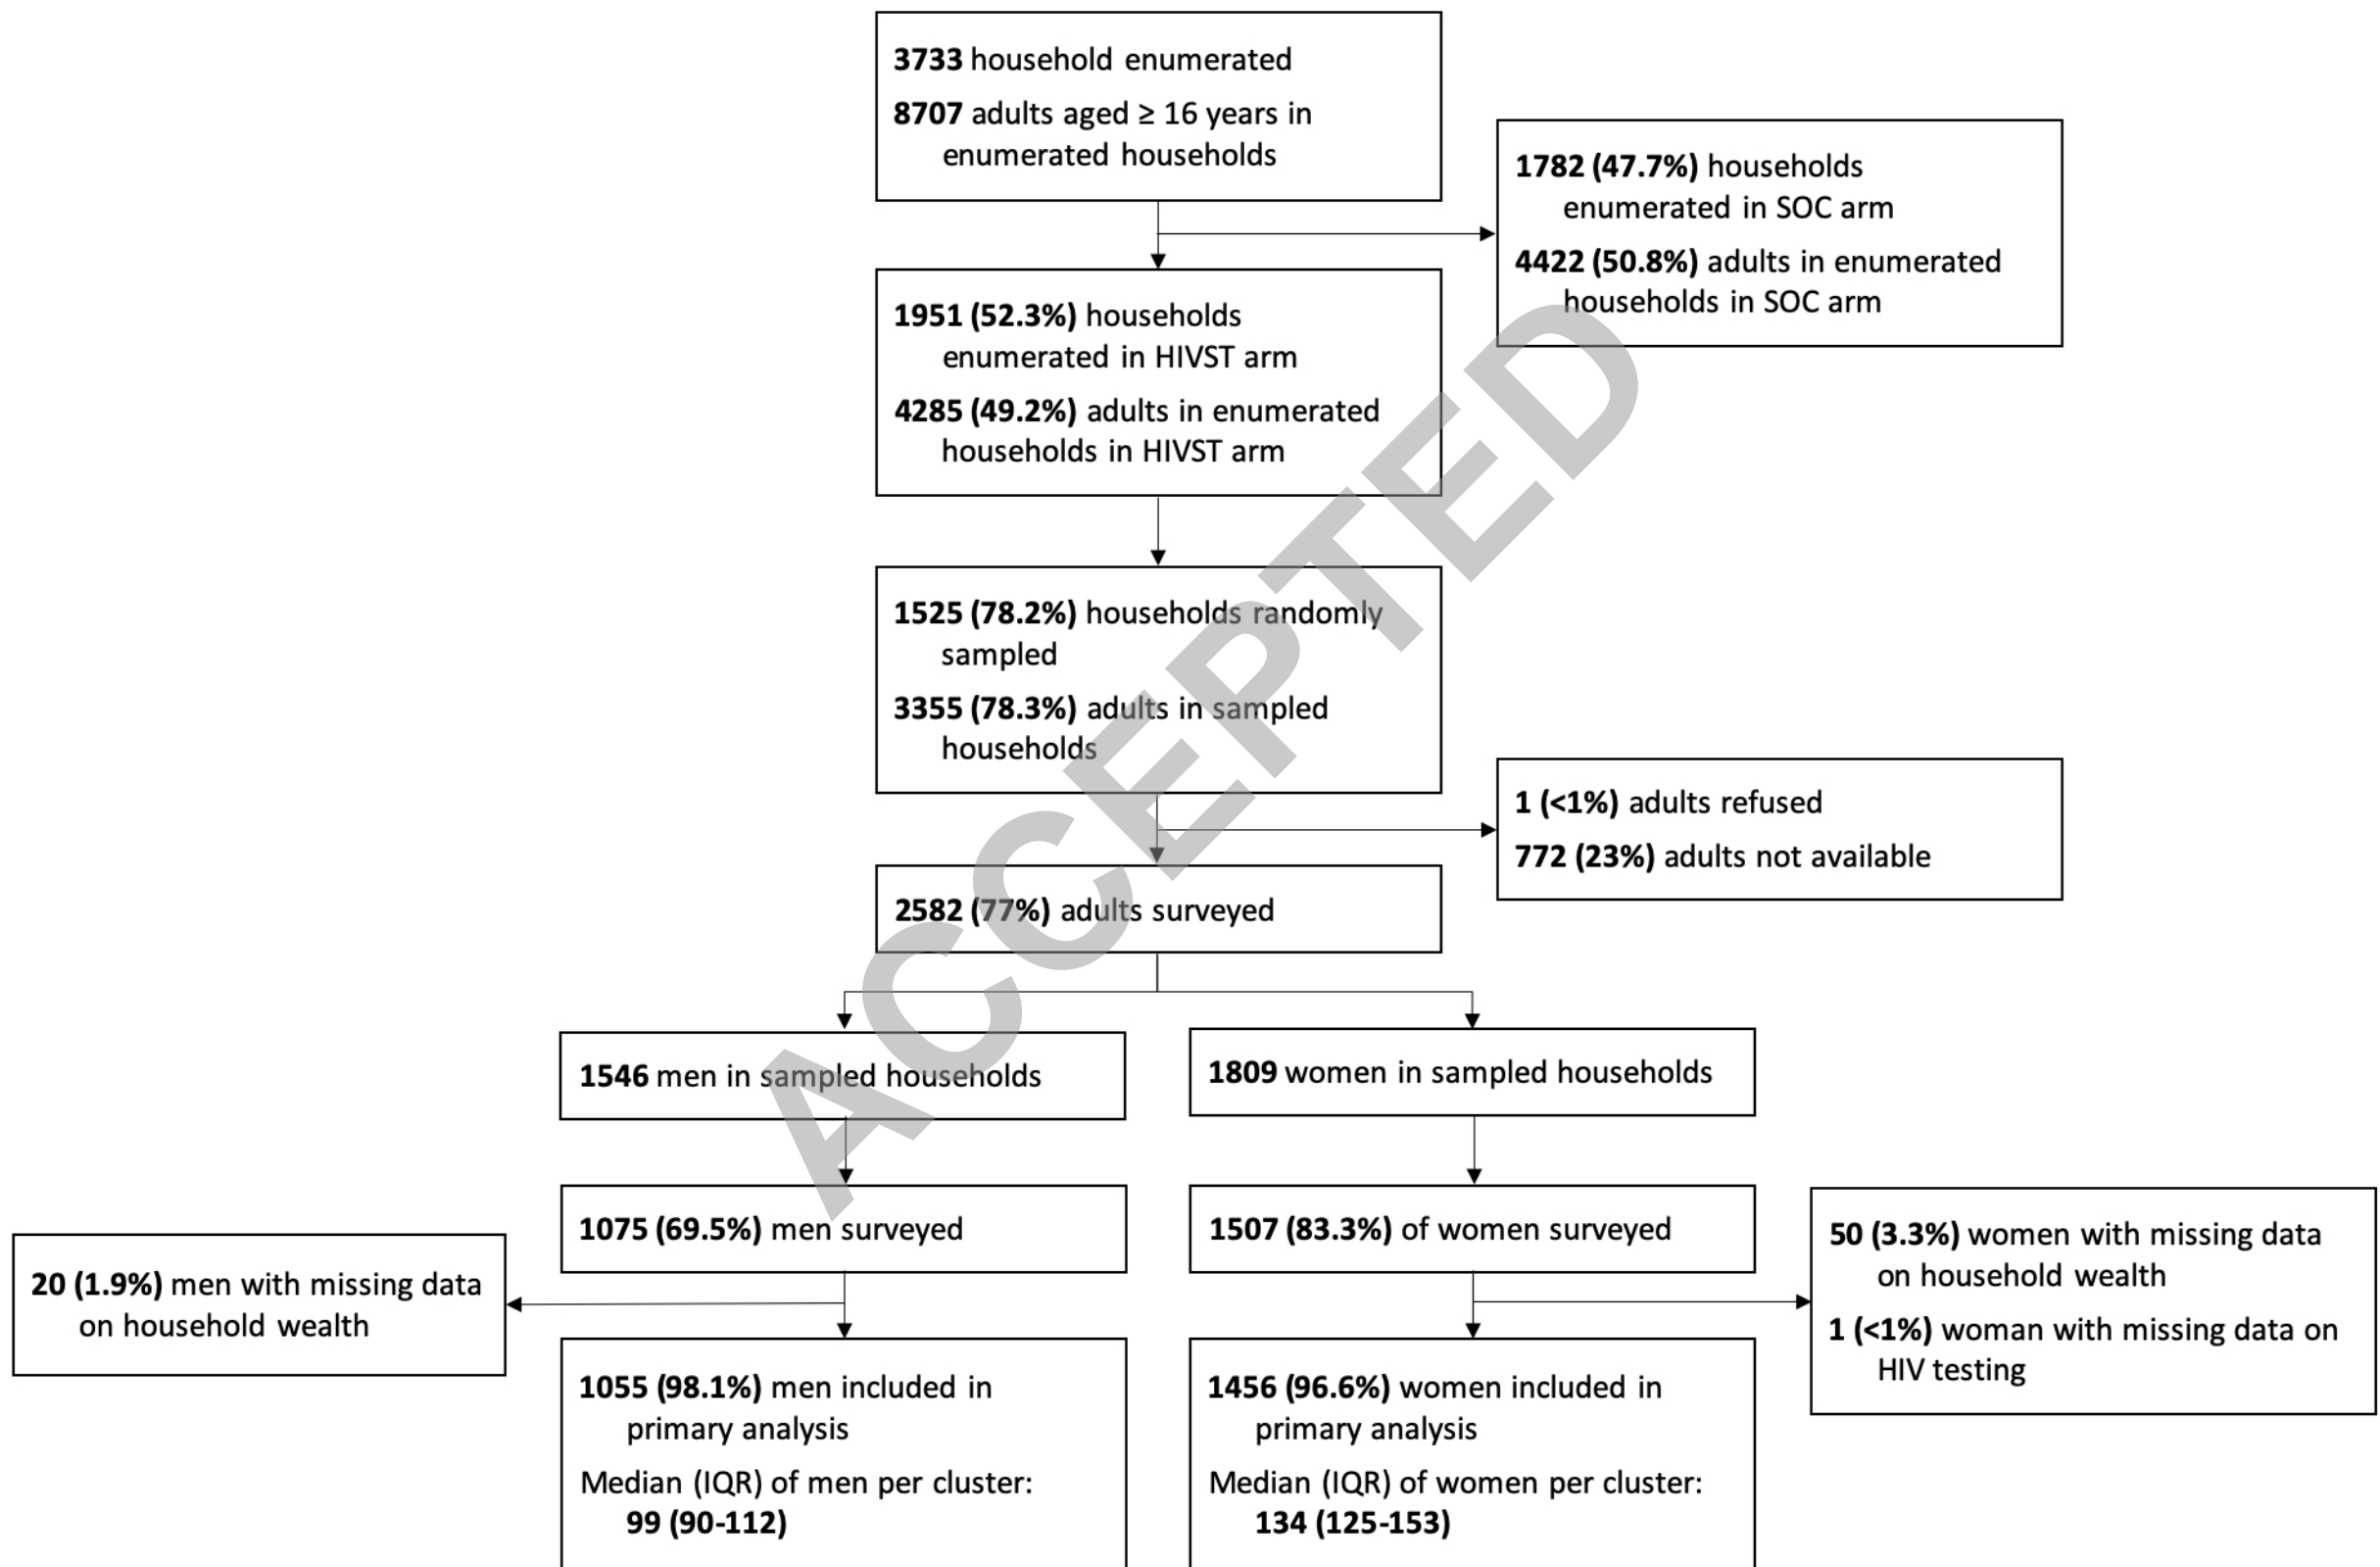 3733 household enumerated
8707 adults aged ≥ 16 years in
enumerated households
1782 (47.7%) households
enumerated in SOC arm
4422 (50.8%) adults in enumerated
households in SOC arm
1951 (52.3%) households
enumerated in HIVST arm
4285 (49.2%) adults in enumerated
households in HIVST arm
1525 (78.2%) households randomly
sampled
3355 (78.3%) adults in sampled
households
1 (<1%) adults refused
772 (23%) adults not available
2582 (77%) adults surveyed
1546 men in sampled households
1809 women in sampled households
1075 (69.5%) men surveyed
1507 (83.3%) of women surveyed
20 (1.9%) men with missing data
on household wealth
50 (3.3%) women with missing data
on household wealth
1 (<1%) woman with missing data on
HIV testing
1055 (98.1%) men included in
primary analysis
Median (IQR) of men per cluster:
99 (90-112)
1456 (96.6%) women included in
primary analysis
Median (IQR) of women per cluster:
134 (125-153)
ACCEPTED